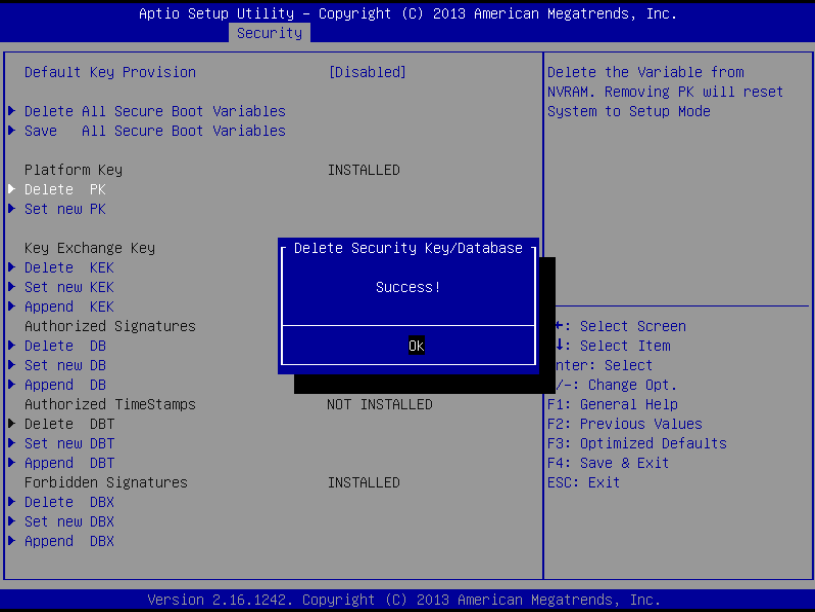 Aptio Setup Utility – Copyright (C) 2013 American Megatrends, Inc.
Security
Default Key Provision [Disabled]
Delete All Secure Boot Variables
Save All Secure Boot Variables
Platform Key INSTALLED
Delete PK
Set new PK
Key Exchange Key
Delete KEK
Set new KEK
Append KEK
Authorized Signatures
Delete DB
Set new DB
Append DB
Authorized TimeStamps NOT INSTALLED
Delete DBT
Set new DBT
Append DBT
Forbidden Signatures INSTALLED
Delete DBX
Set new DBX
Append DBX
Delete Security Key/Database
Success!
Ok
Delete the Variable from
NVRAM. Removing PK will reset
System to Setup Mode
: Select Screen
: Select Item
nter: Select
/-: Change Opt.
F1: General Help
F2: Previous Values
F3: Optimized Defaults
F4: Save & Exit
ESC: Exit
Version 2.16.1242. Copyright (C) 2013 American Megatrends, Inc.